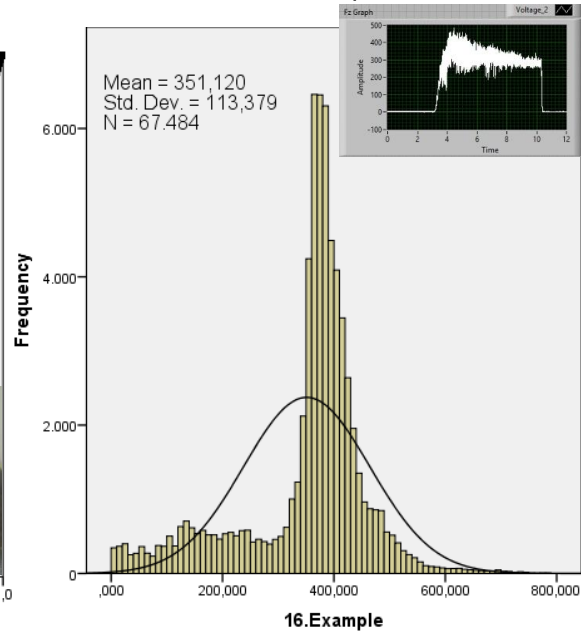 Fz Graph
Voltage_2
Amplitude
500
400
300
200
100
0
-100
0 2 4 6 8 10 12
Time
Mean = 351,120
Std. Dev. = 113,379
N = 67.484
Frequency
6.000
4.000
2.000
0
,0
,000 200,000 400,000 600,000 800,000
16.Example